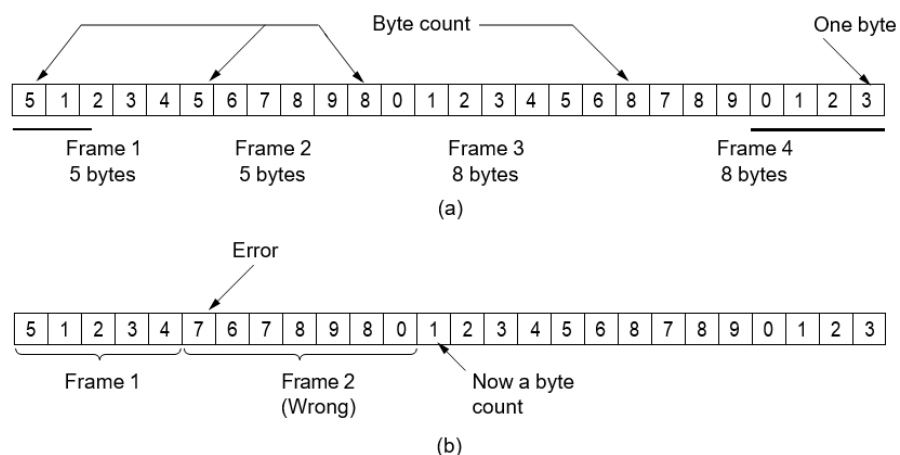 Byte count One byte
5 1 2 3 4 5 6 7 8 9 8 0 1 2 3 4 5 6 8 7 8 9 0 1 2 3
Frame 1 Frame 2 Frame 3 Frame 4
5 bytes 5 bytes 8 bytes 8 bytes
(a)
Error
5 1 2 3 4 7 6 7 8 9 8 0 1 2 3 4 5 6 8 7 8 9 0 1 2 3
Frame 1 Frame 2 Now a byte
(Wrong) count
(b)